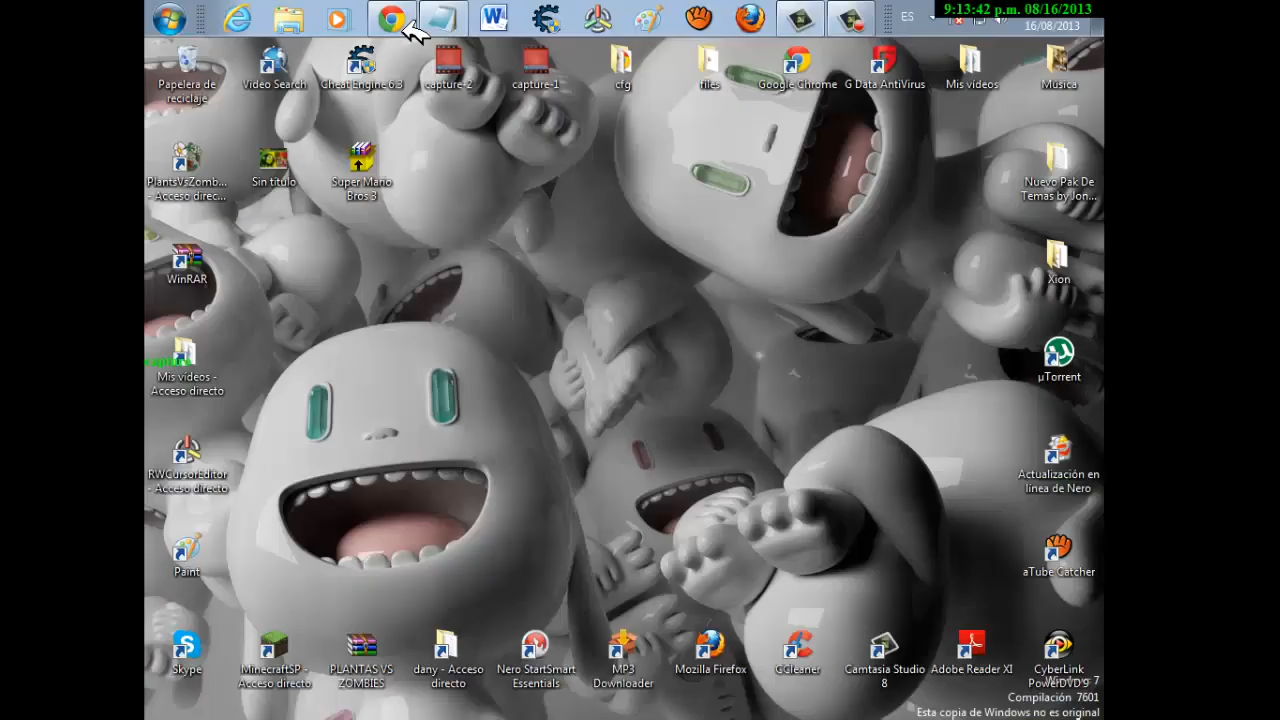 ES
9:13:42 p.m. 08/16/2013
16/08/2013
Papelera de
reciclaje
Video Search
Cheat Engine 6.3
capture-2
capture-1
cfg
files
Google Chrome
G Data AntiVirus
Mis videos
Musica
PlantsVsZomb...
- Acceso direc...
Sin titulo
Super Mario
Bros 3
Nuevo Pak De
Temas by Jon...
WinRAR
Xion
Mis videos -
Acceso directo
µTorrent
RWCursorEditor
- Acceso directo
Actualización en
línea de Nero
Paint
aTube Catcher
Skype
MinecraftSP -
Acceso directo
PLANTAS VS
ZOMBIES
dany - Acceso
directo
Nero StartSmart
Essentials
MP3
Downloader
Mozilla Firefox
CCleaner
Camtasia Studio
8
Adobe Reader XI
CyberLink
PowerDVD 9
Windows 7
Compilación 7601
Esta copia de Windows no es original